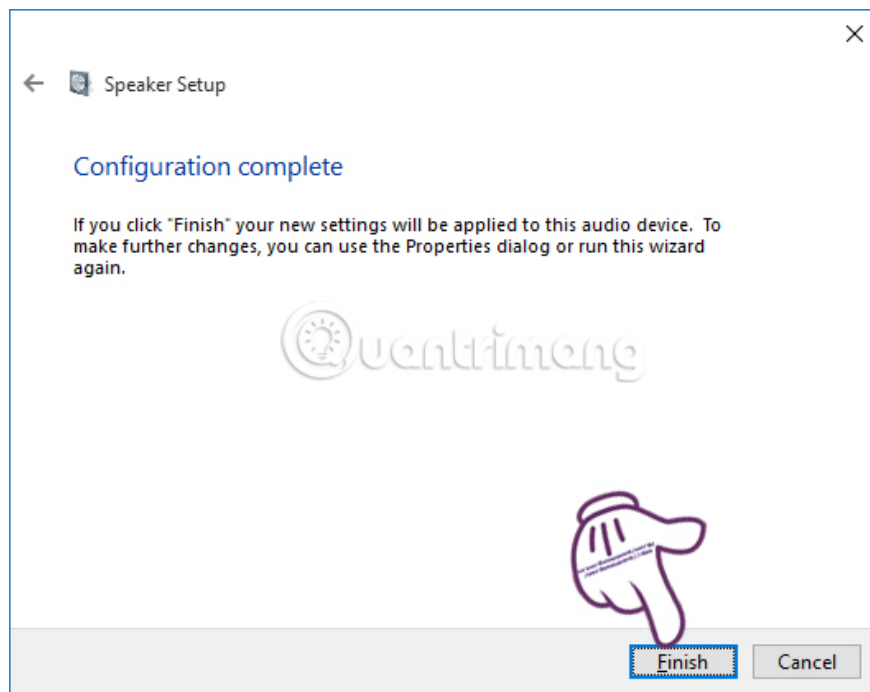 Speaker Setup
Configuration complete
If you click "Finish" your new settings will be applied to this audio device. To
make further changes, you can use the Properties dialog or run this wizard
again.
Quantrimang
Finish
Cancel